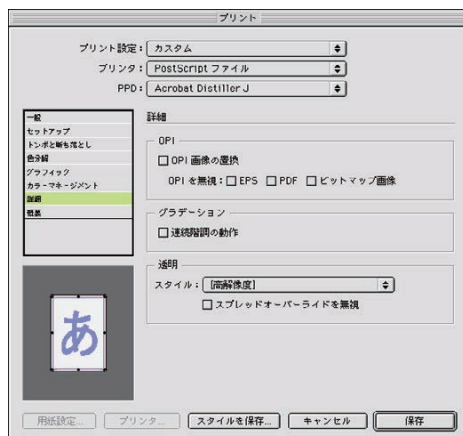 プリント
プリント設定： カスタム
プリンタ： PostScript ファイル
PPD： Acrobat Distiller J
一般
セットアップ
トンボと断ち落とし
色分解
グラフィック
カラーマネージメント
詳細
概要
詳細
OPI
OPI 画像の置換
OPI を無視： EPS PDF ビットマップ画像
グラデーション
連続階調の動作
透明
スタイル： [高解像度]
スプレッドオーバーライドを無視
あ
用紙設定... プリンタ... スタイルを保存... キャンセル 保存